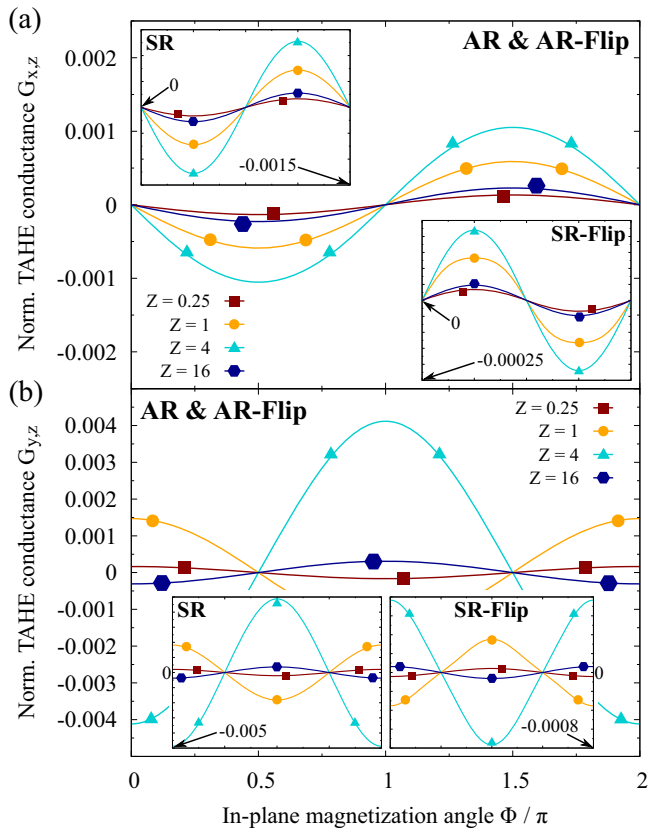 (a)
Norm. TAHE conductance G_{x,z}
0.002
0.001
0
-0.001
-0.002
SR
0
-0.0015
AR & AR-Flip
SR-Flip
0
-0.00025
Z = 0.25
Z = 1
Z = 4
Z = 16
(b)
Norm. TAHE conductance G_{y,z}
0.004
0.003
0.002
0.001
0
-0.001
-0.002
-0.003
-0.004
AR & AR-Flip
Z = 0.25
Z = 1
Z = 4
Z = 16
SR
0
-0.005
SR-Flip
0
-0.0008
0
0.5
1
1.5
2
In-plane magnetization angle Φ / π